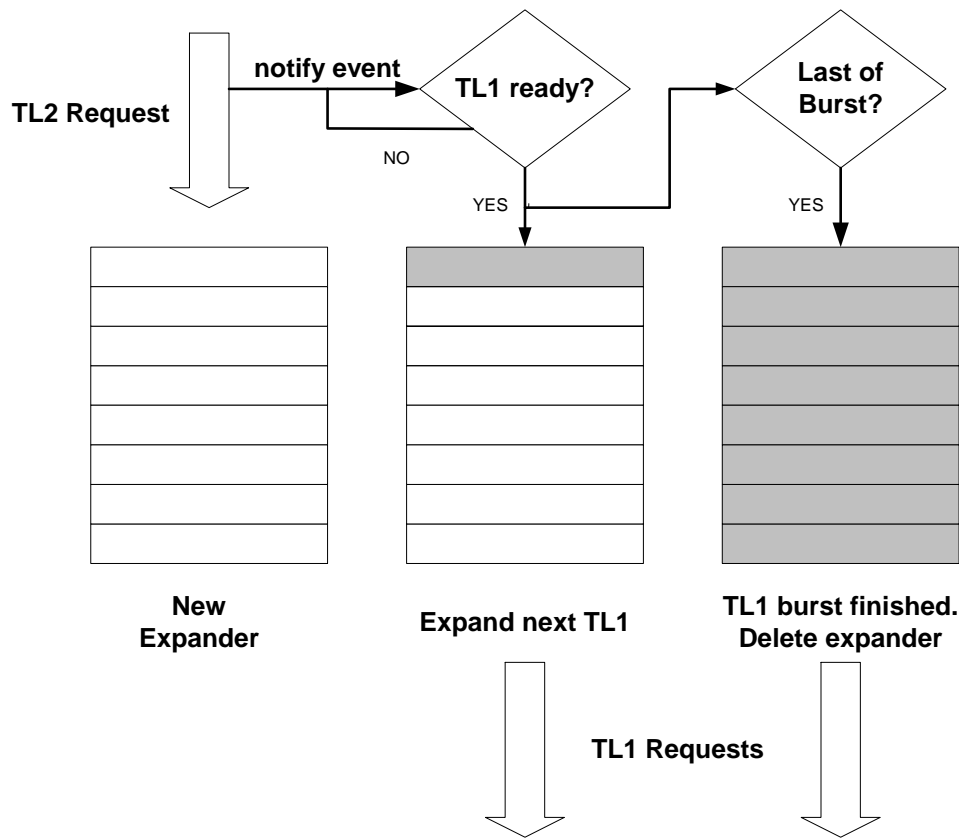 notify event
TL1 ready?
Last of
Burst?
TL2 Request
NO
YES
YES
New
Expander
Expand next TL1
TL1 burst finished.
Delete expander
TL1 Requests